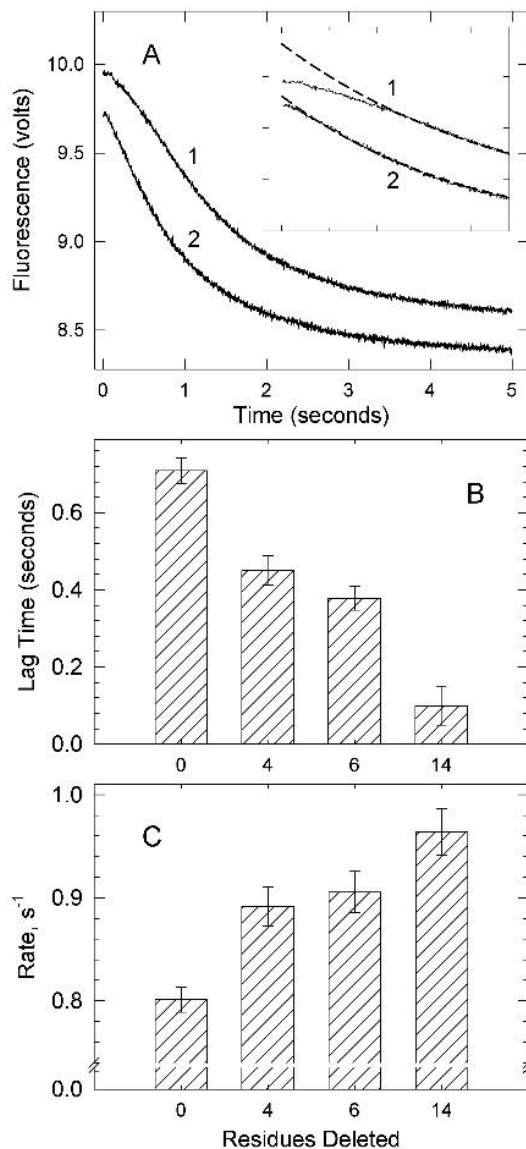 A
10.0
9.5
9.0
8.5
Fluorescence (volts)
1
2
1
2
0 1 2 3 4 5
Time (seconds)
B
0.6
0.4
0.2
0.0
Lag Time (seconds)
0 4 6 14
C
1.0
0.9
0.8
0.0
Rate, s⁻¹
0 4 6 14
Residues Deleted